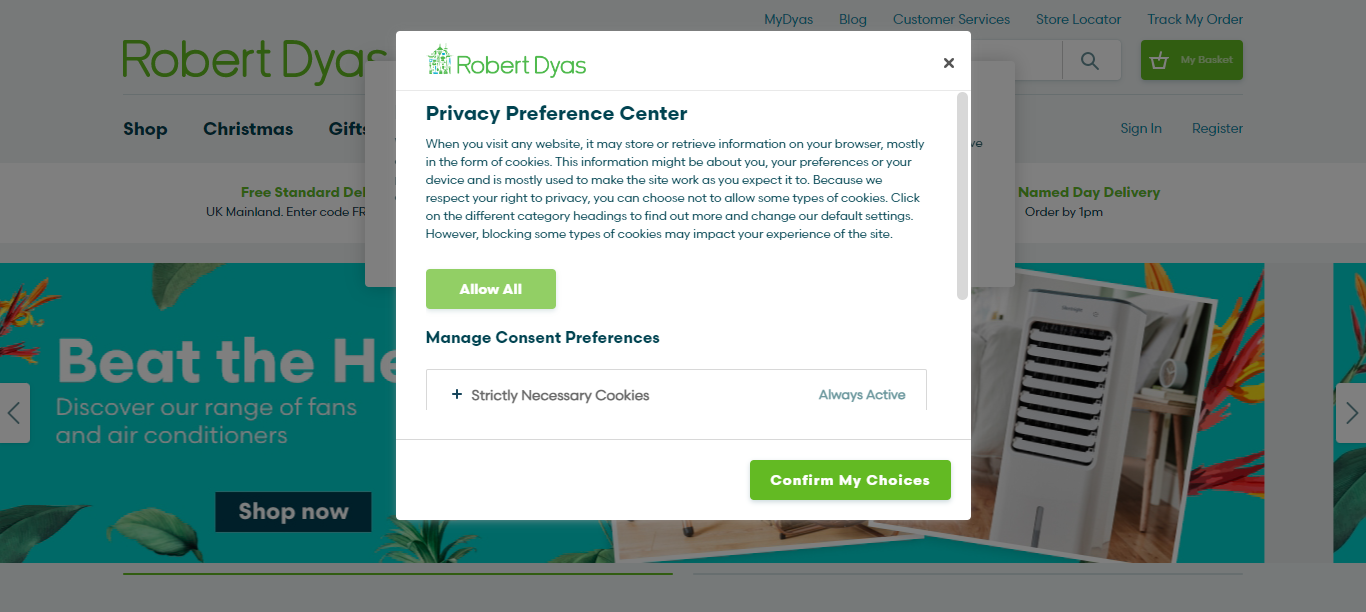 MyDyas Blog Customer Services Store Locator Track My Order
Robert Dyas
My Basket
Shop Christmas Gifts
Sign In Register
Free Standard Del
UK Mainland. Enter code FR
Named Day Delivery
Order by 1pm
Robert Dyas
Privacy Preference Center
When you visit any website, it may store or retrieve information on your browser, mostly
in the form of cookies. This information might be about you, your preferences or your
device and is mostly used to make the site work as you expect it to. Because we
respect your right to privacy, you can choose not to allow some types of cookies. Click
on the different category headings to find out more and change our default settings.
However, blocking some types of cookies may impact your experience of the site.
Allow All
Manage Consent Preferences
+ Strictly Necessary Cookies Always Active
Confirm My Choices
Beat the He
Discover our range of fans
and air conditioners
Shop now